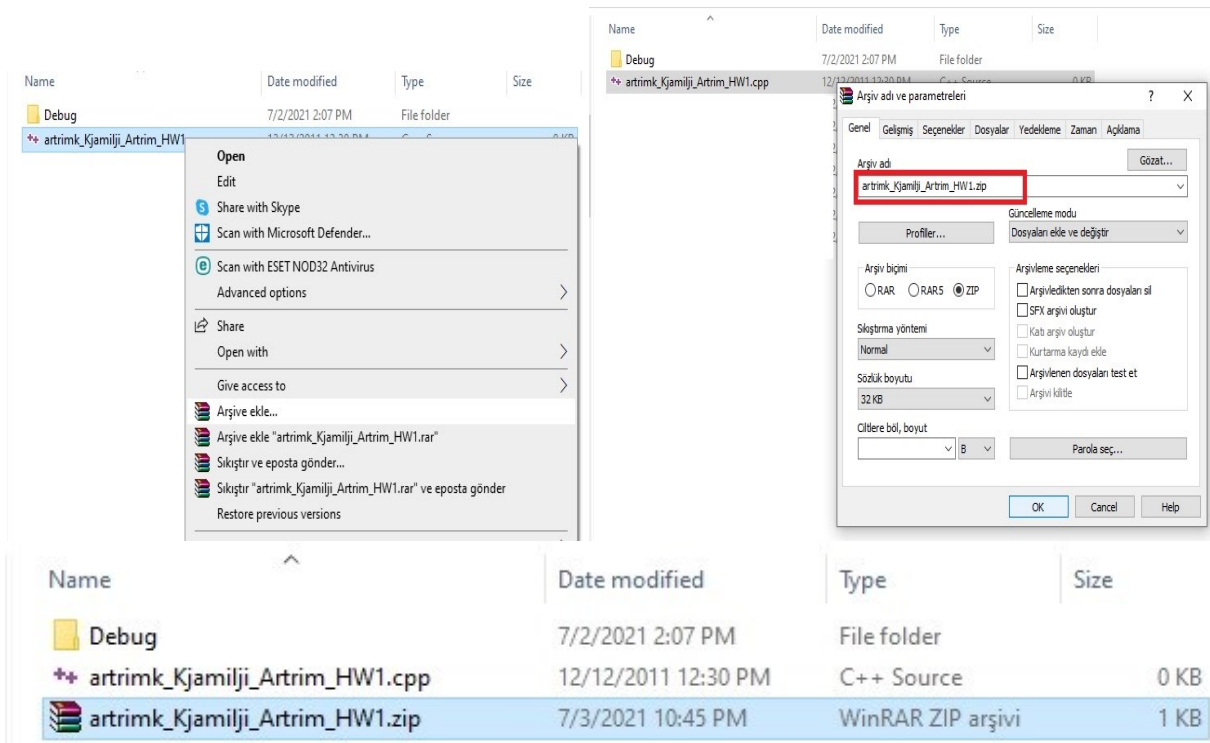 Name Date modified Type Size
Debug 7/2/2021 2:07 PM File folder
artrimk_Kjamilji_Artrim_HW1
Open
Edit
Share with Skype
Scan with Microsoft Defender...
Scan with ESET NOD32 Antivirus
Advanced options
Share
Open with
Give access to
Arşive ekle...
Arşive ekle "artrimk_Kjamilji_Artrim_HW1.rar"
Sıkıştır ve eposta gönder...
Sıkıştır "artrimk_Kjamilji_Artrim_HW1.rar" ve eposta gönder
Restore previous versions
Name Date modified Type Size
Debug 7/2/2021 2:07 PM File folder
artrimk_Kjamilji_Artrim_HW1.cpp 12/12/2011 12:30 PM C++ Source 0 KB
Arşiv adı ve parametreleri ? X
Genel Gelişmiş Seçenekler Dosyalar Yedekleme Zaman Açıklama
Arşiv adı Gözat...
artrimk_Kjamilji_Artrim_HW1.zip
Güncelleme modu
Profiller... Dosyaları ekle ve değiştir
Arşiv biçimi Arşivleme seçenekleri
RAR RAR5 ZIP Arşivledikten sonra dosyaları sil
SFX arşivi oluştur
Sıkıştırma yöntemi Katı arşiv oluştur
Normal Kurtarma kaydı ekle
Sözlük boyutu Arşivlenen dosyaları test et
32 KB Arşivi kilitle
Ciltlere böl, boyut
B Parola seç...
OK Cancel Help
Name Date modified Type Size
Debug 7/2/2021 2:07 PM File folder
artrimk_Kjamilji_Artrim_HW1.cpp 12/12/2011 12:30 PM C++ Source 0 KB
artrimk_Kjamilji_Artrim_HW1.zip 7/3/2021 10:45 PM WinRAR ZIP arşivi 1 KB